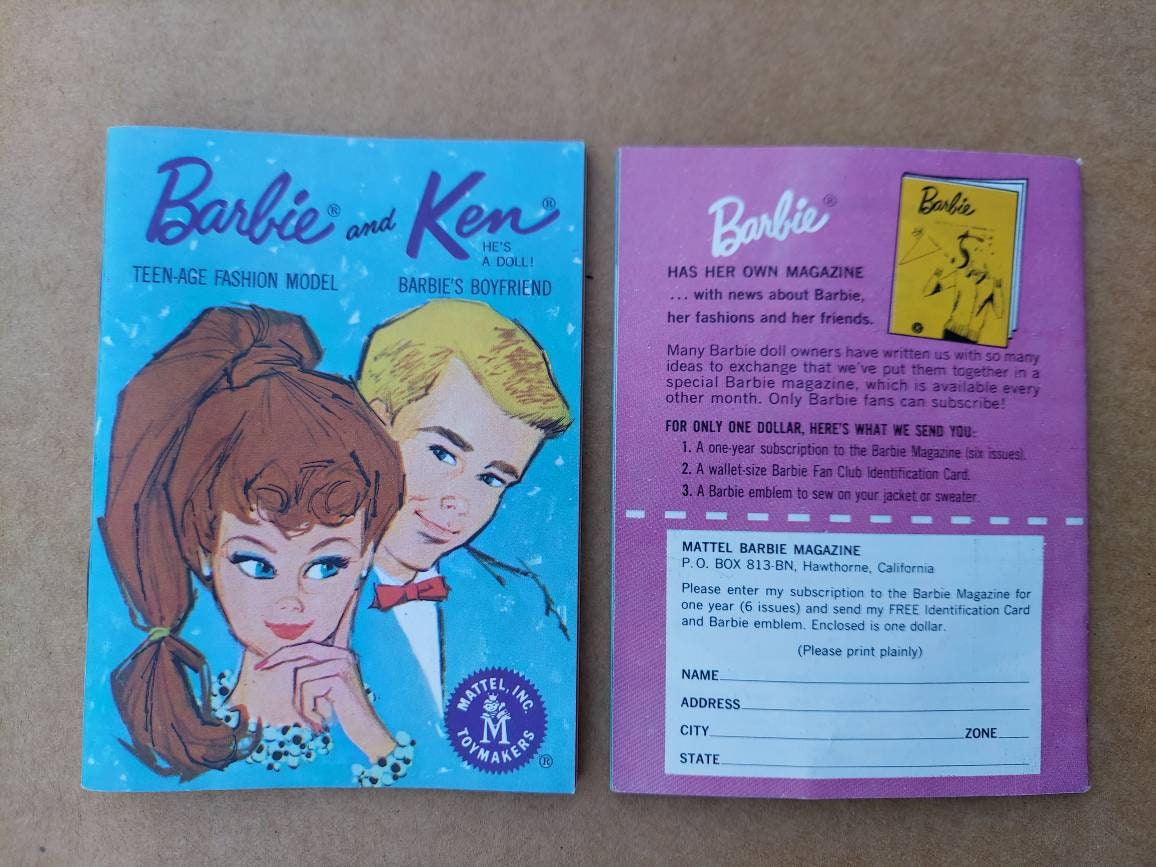 Barbie® and Ken®
HE'S
A DOLL!
TEEN-AGE FASHION MODEL
BARBIE'S BOYFRIEND
MATTEL, INC.
M
TOYMAKERS
®
Barbie®
Barbie
HAS HER OWN MAGAZINE
... with news about Barbie,
her fashions and her friends.
Many Barbie doll owners have written us with so many
ideas to exchange that we've put them together in a
special Barbie magazine, which is available every
other month. Only Barbie fans can subscribe!
FOR ONLY ONE DOLLAR, HERE'S WHAT WE SEND YOU:
1. A one-year subscription to the Barbie Magazine (six issues).
2. A wallet-size Barbie Fan Club Identification Card.
3. A Barbie emblem to sew on your jacket or sweater.
MATTEL BARBIE MAGAZINE
P.O. BOX 813-BN, Hawthorne, California
Please enter my subscription to the Barbie Magazine for
one year (6 issues) and send my FREE Identification Card
and Barbie emblem. Enclosed is one dollar.
(Please print plainly)
NAME
ADDRESS
CITY ZONE
STATE